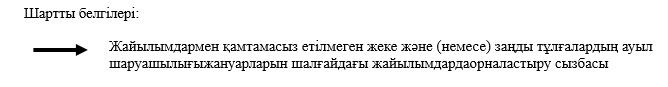 Шартты белгілері:
Жайылымдармен қамтамасыз етілмеген жеке және (немесе) заңды тұлғалардың ауыл
шаруашылығыжануарларын шалғайдағы жайылымдардаорналастыру сызбасы